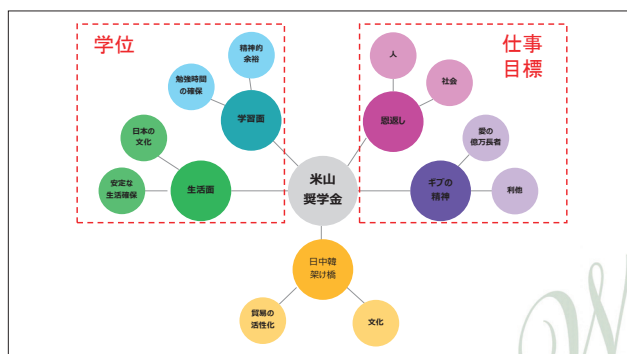 学位
仕事
目標
精神的
余裕
勉強時間
の確保
学習面
日本の
文化
安定な
生活確保
生活面
人
社会
恩返し
愛の
億万長者
利他
ギブの
精神
米山
奨学金
日中韓
架け橋
貿易の
活性化
文化
W